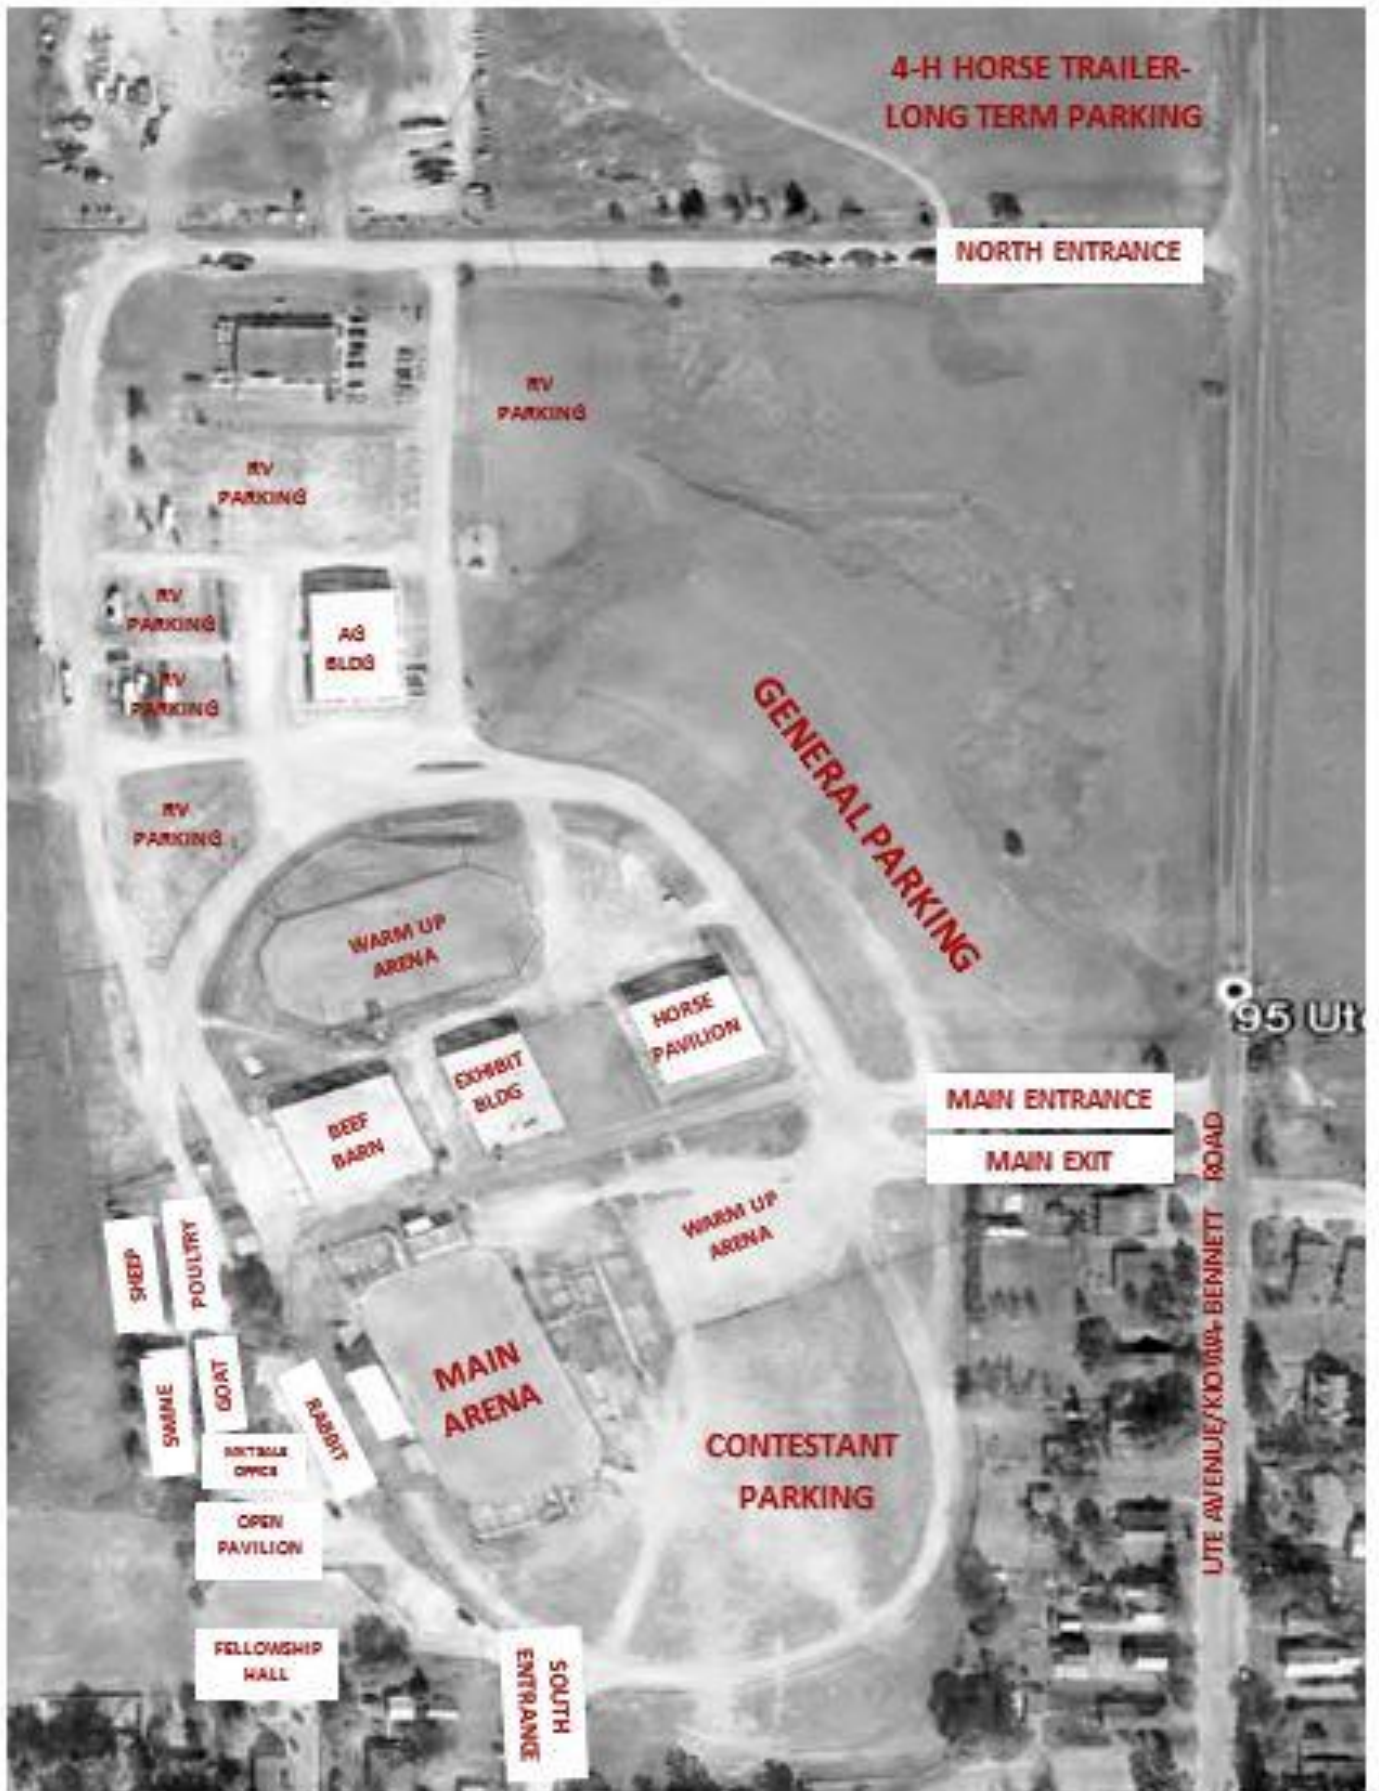 4-H HORSE TRAILER-
LONG TERM PARKING
NORTH ENTRANCE
RV
PARKING
RV
PARKING
RV
PARKING
AG
BLDG
RV
PARKING
GENERAL PARKING
RV
PARKING
WARM UP
ARENA
HORSE
PAVILION
95 Ut
EXHIBIT
BLDG
BEEF
BARN
MAIN ENTRANCE
MAIN EXIT
UTE AVENUE/KIOWA-BENNETT ROAD
WARM UP
ARENA
SHEEP
POULTRY
SWINE
GOAT
RABBIT
MAIN
ARENA
OFFICE
CONTESTANT
PARKING
OPEN
PAVILION
FELLOWSHIP
HALL
SOUTH
ENTRANCE